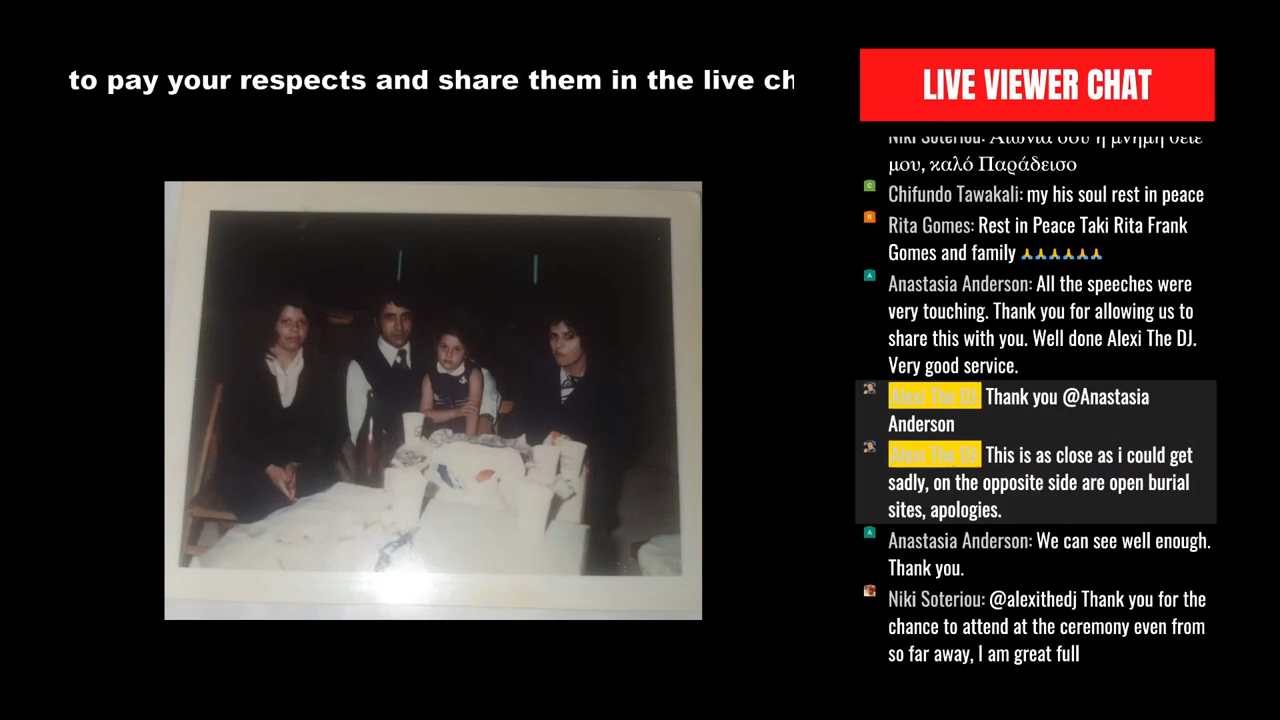 to pay your respects and share them in the live ch
LIVE VIEWER CHAT
Niki Soteriou: Αιωνία σου η μνήμη θείε
μου, καλό Παράδεισο
Chifundo Tawakali: my his soul rest in peace
Rita Gomes: Rest in Peace Taki Rita Frank
Gomes and family 🙏🙏🙏🙏🙏🙏
Anastasia Anderson: All the speeches were
very touching. Thank you for allowing us to
share this with you. Well done Alexi The DJ.
Very good service.
Alexi The DJ: Thank you @Anastasia
Anderson
Alexi The DJ: This is as close as i could get
sadly, on the opposite side are open burial
sites, apologies.
Anastasia Anderson: We can see well enough.
Thank you.
Niki Soteriou: @alexithedj Thank you for the
chance to attend at the ceremony even from
so far away, I am great full